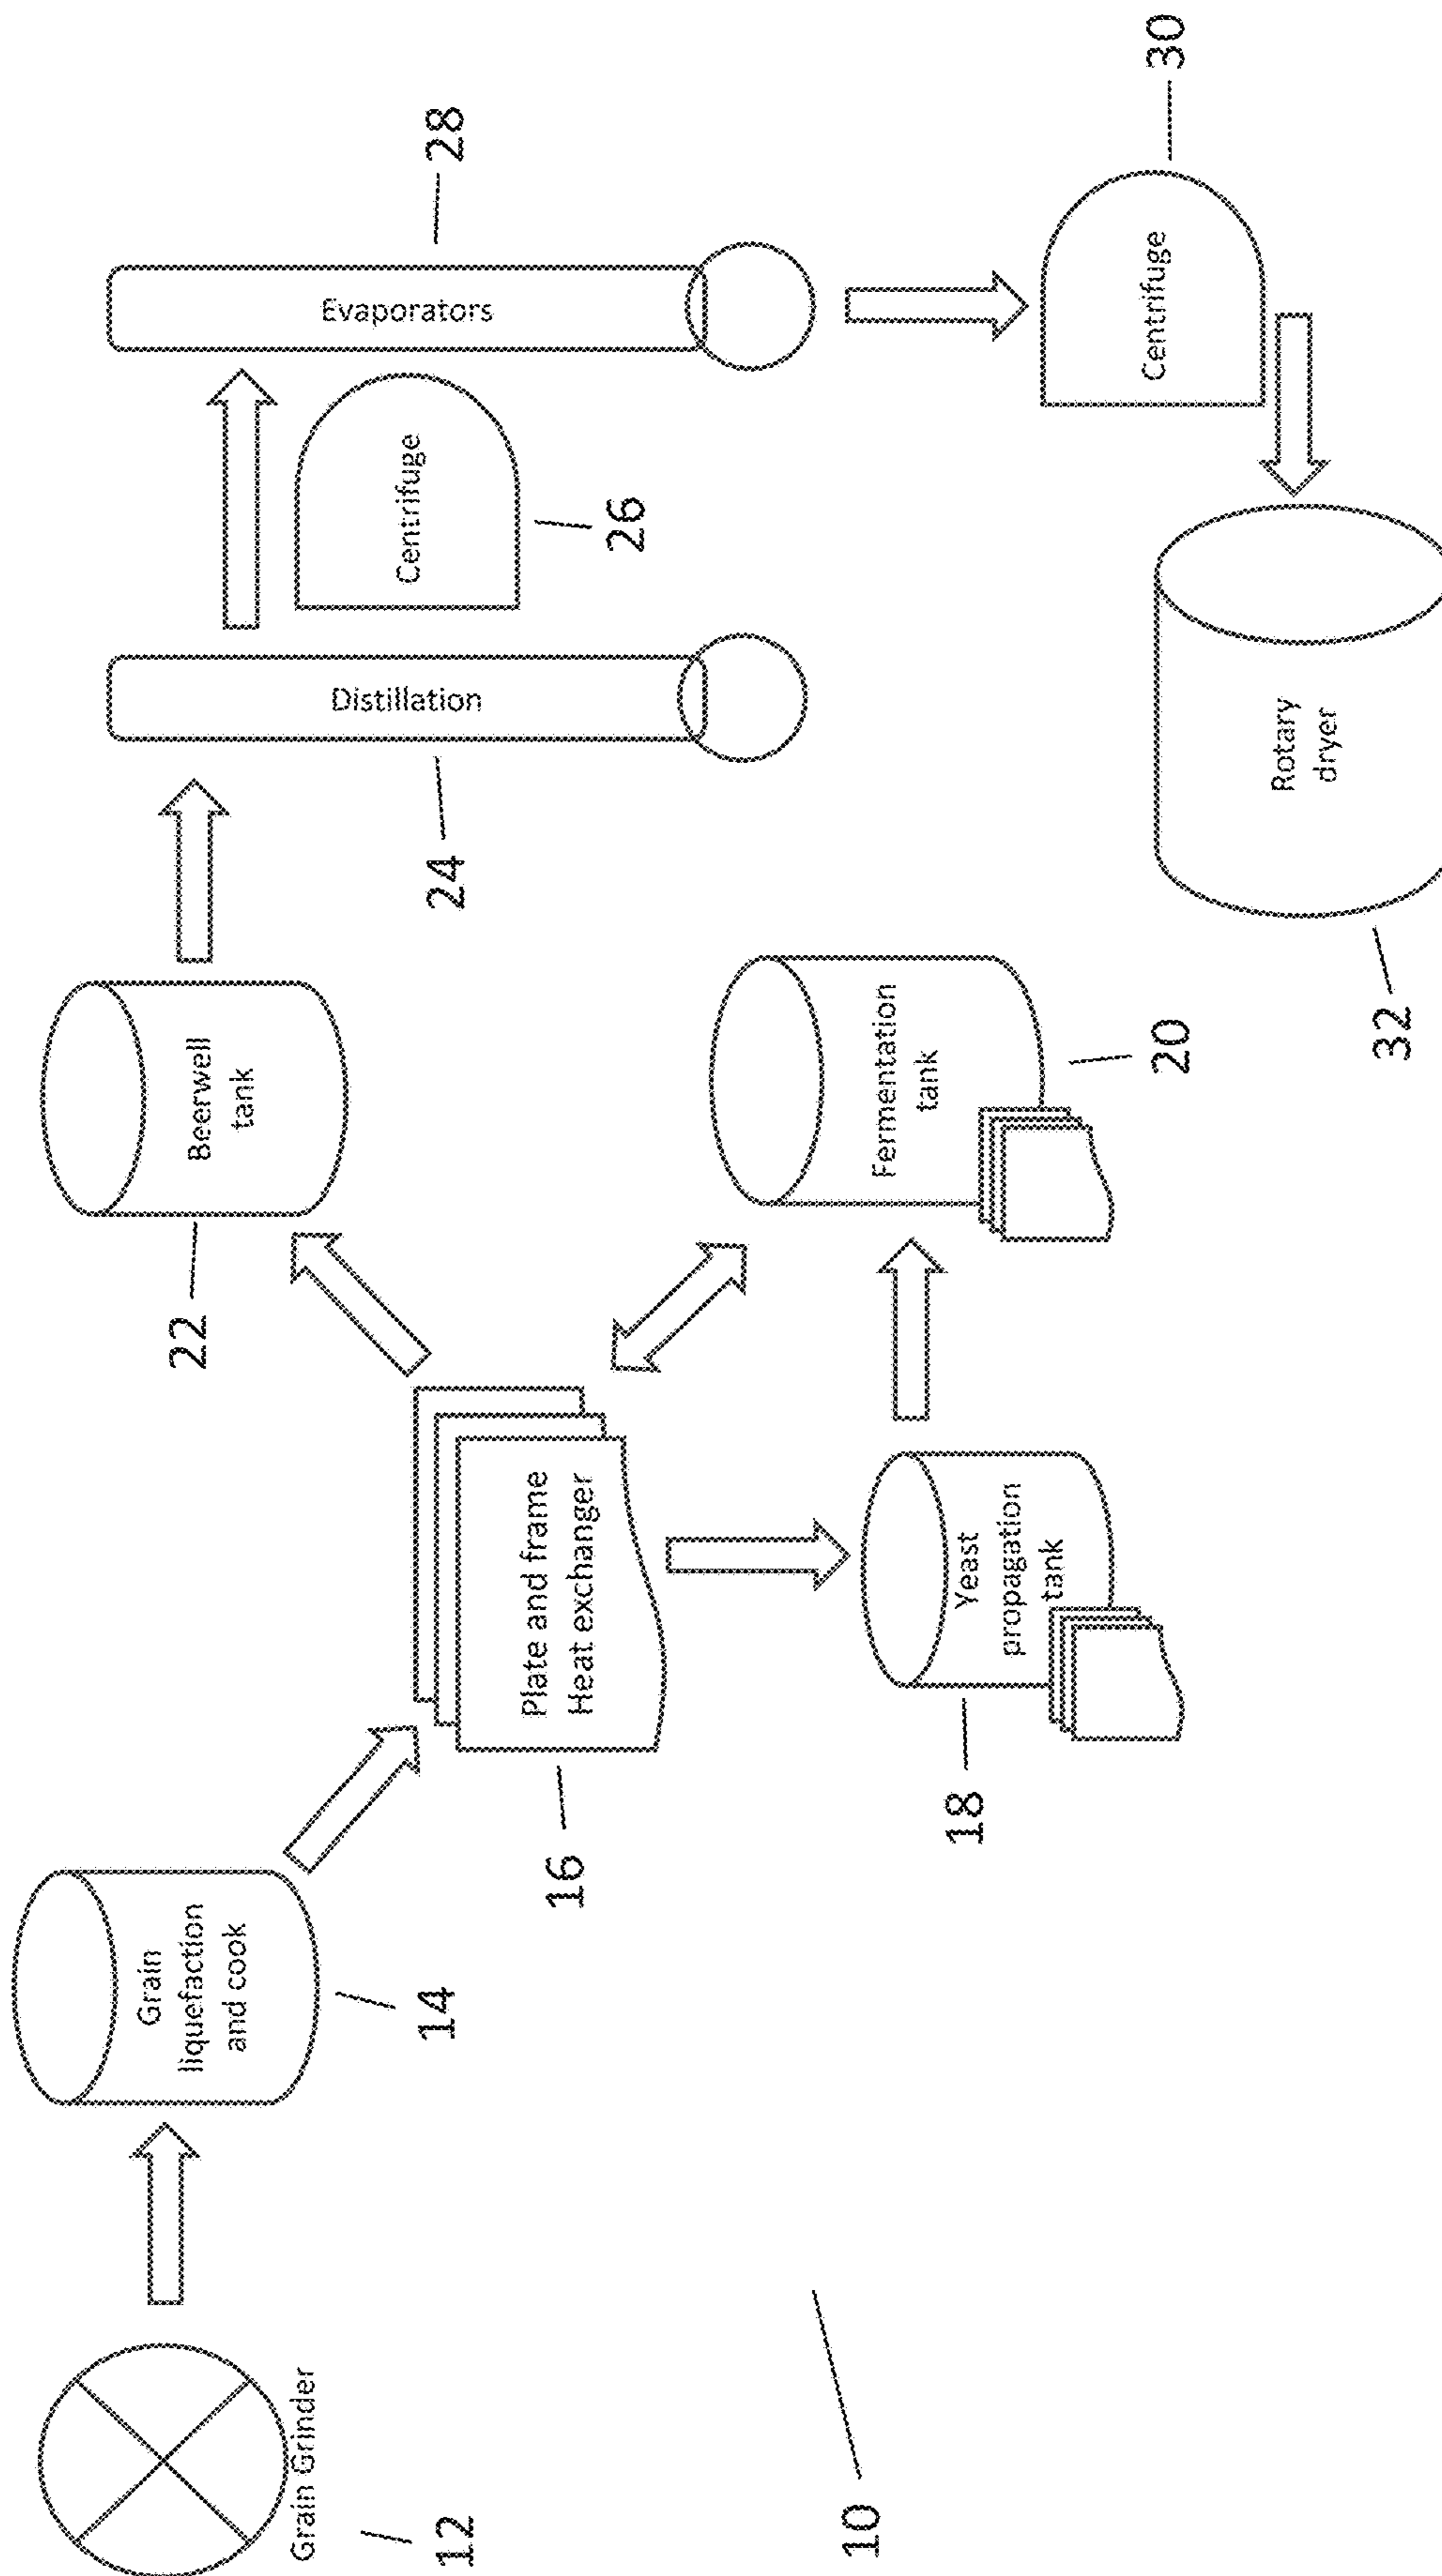 Grain Grinder
12
Grain
liquefaction
and cook
14
Plate and frame
Heat exchanger
16
Yeast
propagation
tank
18
Fermentation
tank
20
Beerwell
tank
22
Distillation
24
Centrifuge
26
Evaporators
28
Centrifuge
30
Rotary
dryer
32
10